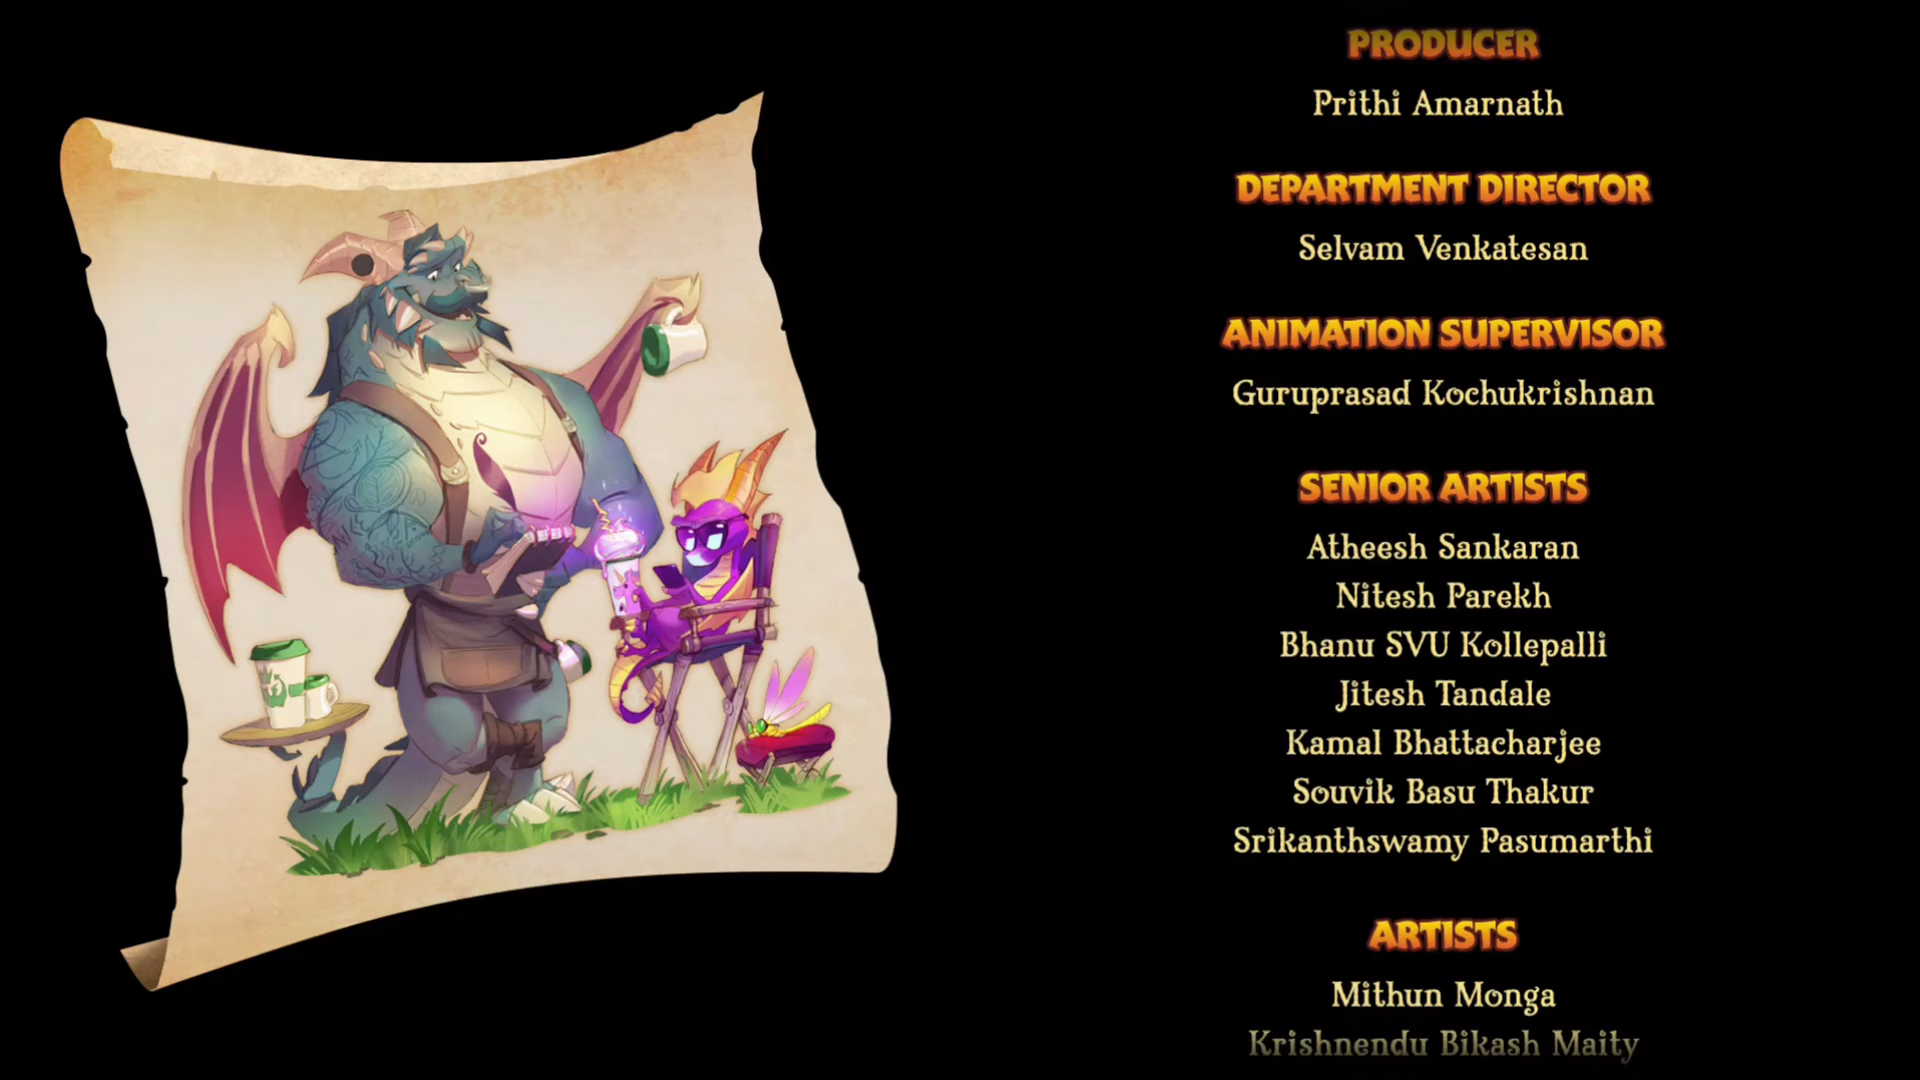 PRODUCER
Prithi Amarnath
DEPARTMENT DIRECTOR
Selvam Venkatesan
ANIMATION SUPERVISOR
Guruprasad Kochukrishnan
SENIOR ARTISTS
Atheesh Sankaran
Nitesh Parekh
Bhanu SVU Kollepalli
Jitesh Tandale
Kamal Bhattacharjee
Souvik Basu Thakur
Srikanthswamy Pasumarthi
ARTISTS
Mithun Monga
Krishnendu Bikash Maity